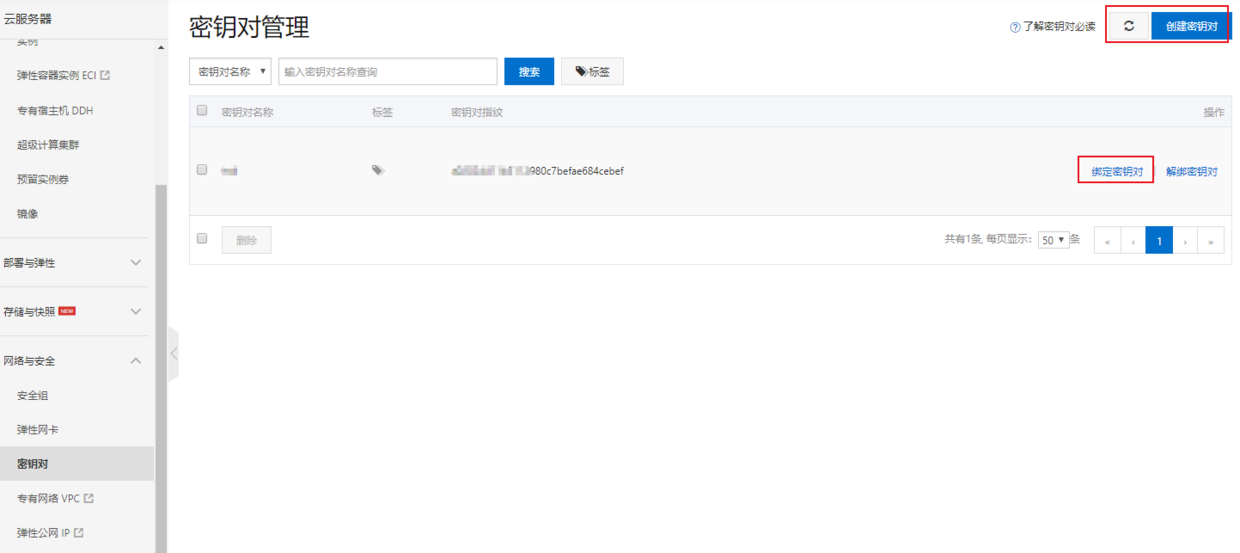 云服务器
实例
弹性容器实例 ECI
专有宿主机 DDH
超级计算集群
预留实例券
镜像
部署与弹性
存储与快照 NEW
网络与安全
安全组
弹性网卡
密钥对
专有网络 VPC
弹性公网 IP
密钥对管理
了解密钥对必读
创建密钥对
密钥对名称
输入密钥对名称查询
搜索
标签
密钥对名称 标签 密钥对指纹 操作
980c7befae684cebef 绑定密钥对 解绑密钥对
删除
共有1条, 每页显示: 50 条 « ‹ 1 › »